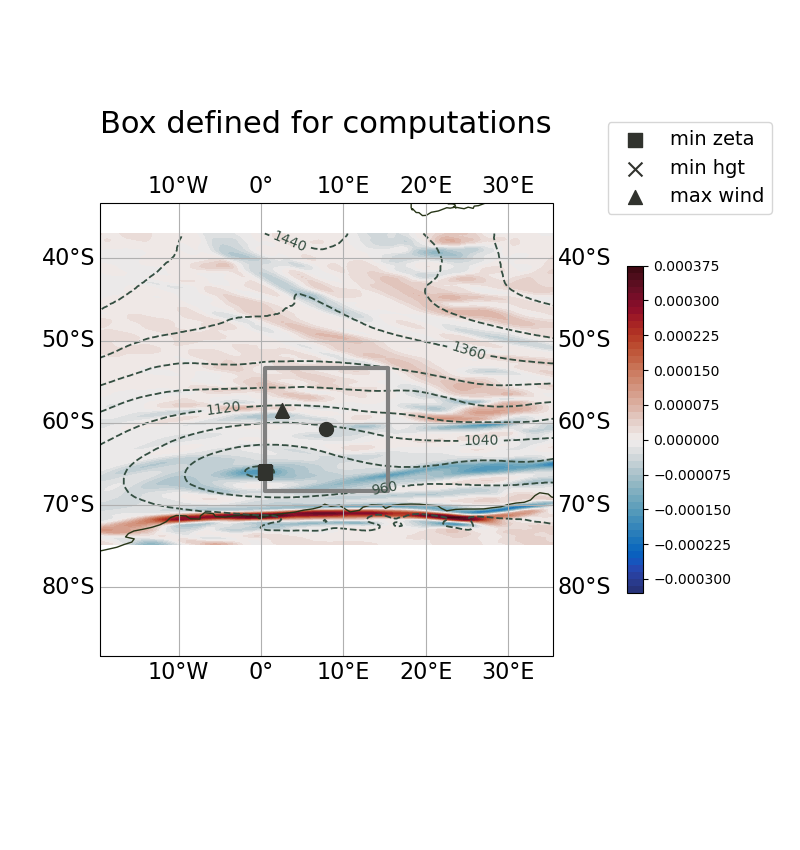 Box defined for computations
min zeta
min hgt
max wind
10°W 0° 10°E 20°E 30°E
1440
40°S 40°S
0.000375
0.000300
50°S 50°S
0.000225
1360
0.000150
0.000075
1120
60°S 60°S
1040
0.000000
−0.000075
960
70°S 70°S
−0.000150
−0.000225
80°S 80°S
−0.000300
10°W 0° 10°E 20°E 30°E